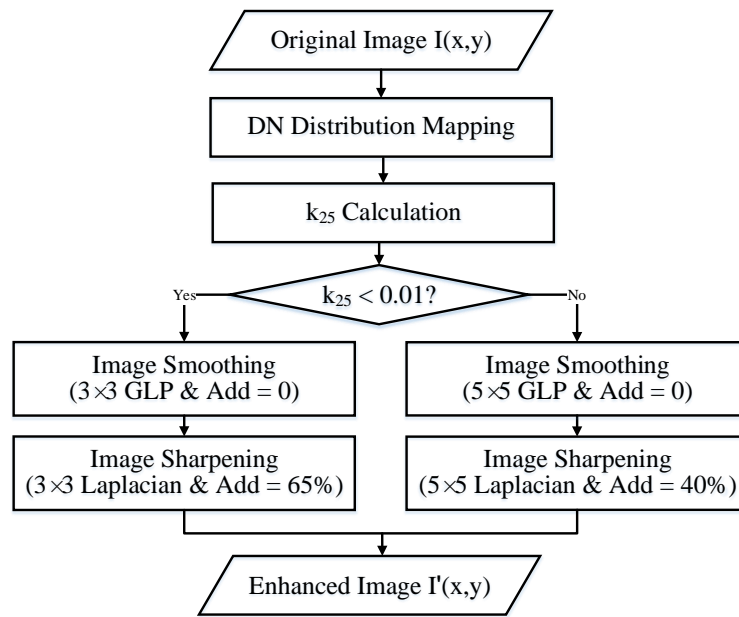 Original Image I(x,y)
DN Distribution Mapping
k₂₅ Calculation
k₂₅ < 0.01?
Yes
No
Image Smoothing
(3×3 GLP & Add = 0)
Image Smoothing
(5×5 GLP & Add = 0)
Image Sharpening
(3×3 Laplacian & Add = 65%)
Image Sharpening
(5×5 Laplacian & Add = 40%)
Enhanced Image I'(x,y)